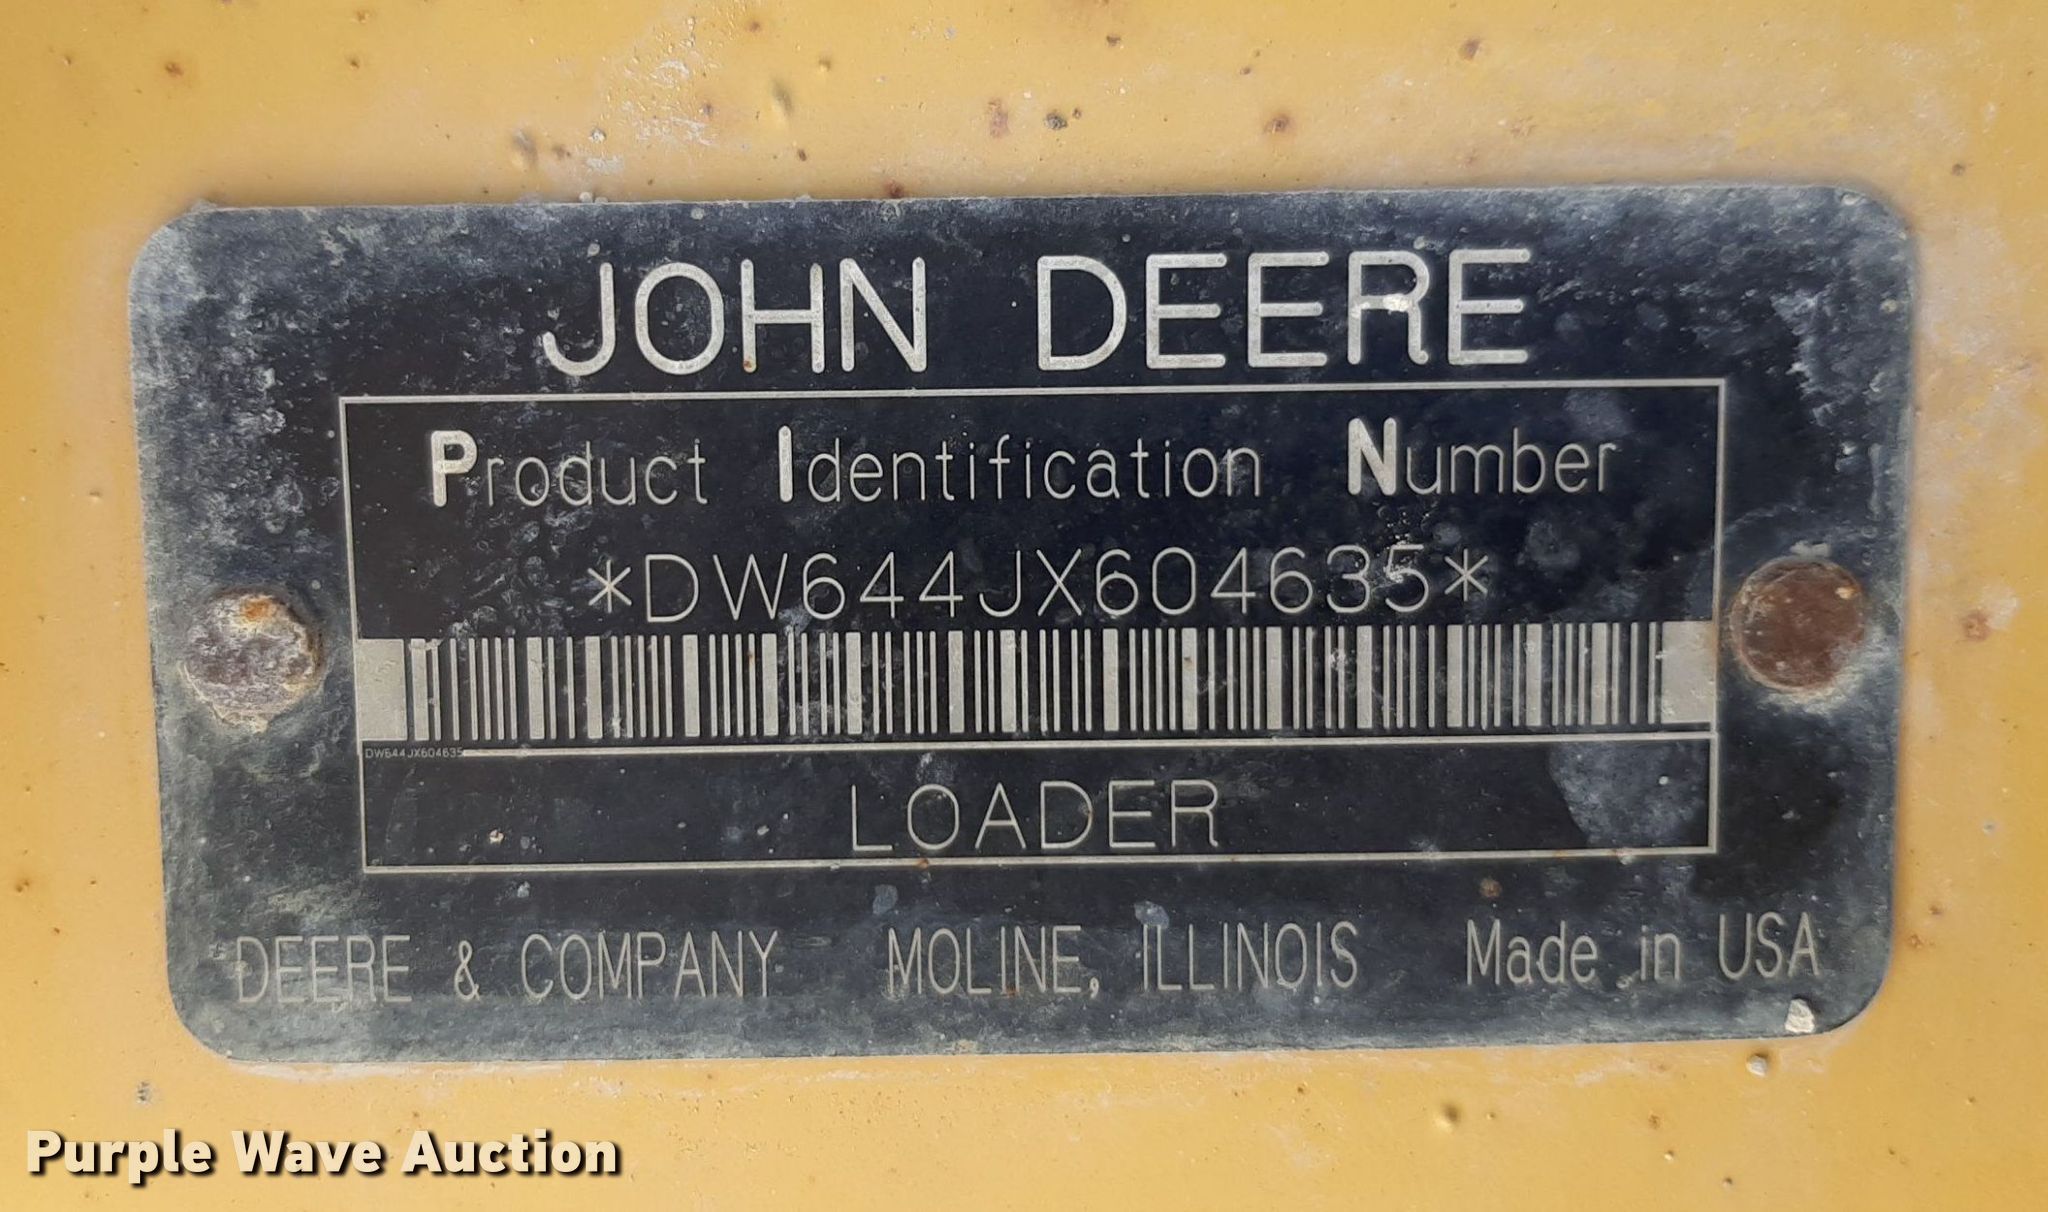 JOHN DEERE
Product Identification Number
*DW644JX604635*
DW644JX604635
LOADER
DEERE & COMPANY MOLINE, ILLINOIS Made in USA
Purple Wave Auction